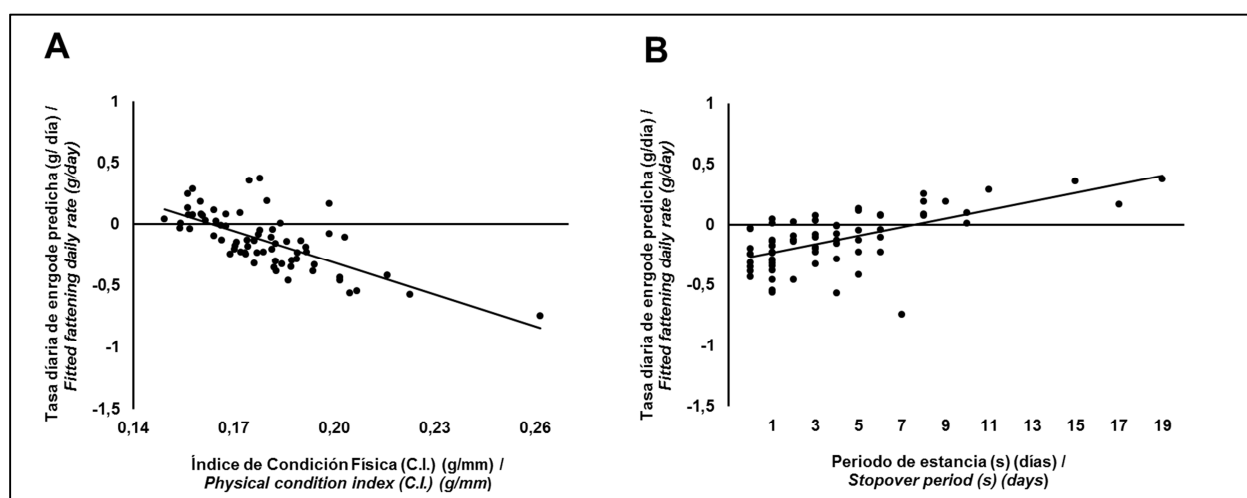 A
Tasa díaria de enrgode predicha (g/ día) /
Fitted fattening daily rate (g/day)
1
0,5
0
-0,5
-1
-1,5
0,14
0,17
0,20
0,23
0,26
Índice de Condición Física (C.I.) (g/mm) /
Physical condition index (C.I.) (g/mm)
B
Tasa díaria de enrgode predicha (g/día) /
Fitted fattening daily rate (g/day)
1
0,5
0
-0,5
-1
-1,5
1
3
5
7
9
11
13
15
17
19
Periodo de estancia (s) (días) /
Stopover period (s) (days)